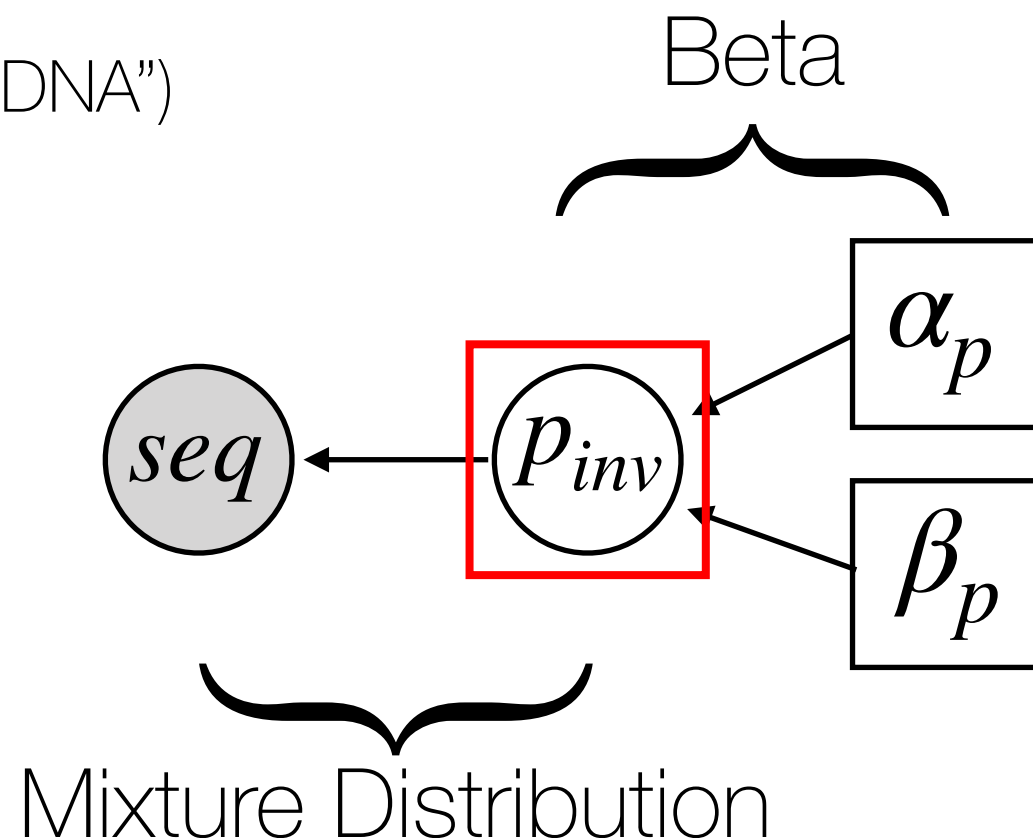 DNA”)
Beta
α_p
seq
p_inv
β_p
Mixture Distribution